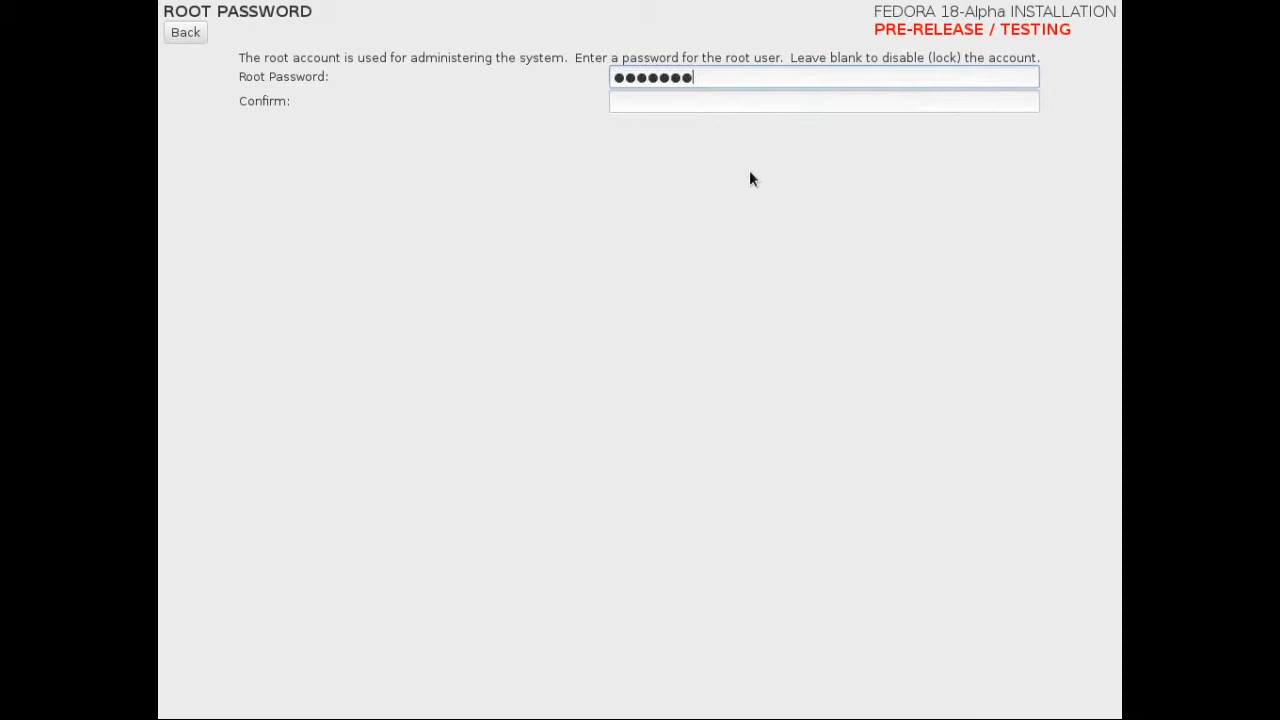 ROOT PASSWORD
FEDORA 18-Alpha INSTALLATION
Back
PRE-RELEASE / TESTING
The root account is used for administering the system.  Enter a password for the root user.  Leave blank to disable (lock) the account.
Root Password:
●●●●●●●
Confirm: